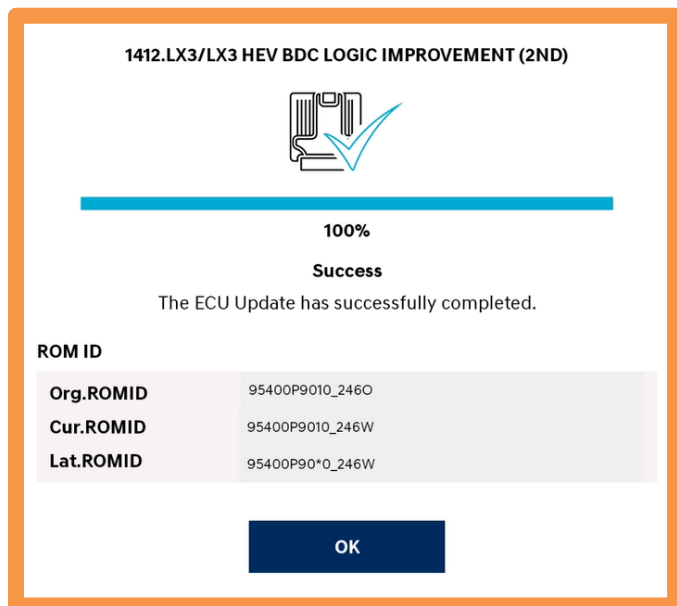 1412.LX3/LX3 HEV BDC LOGIC IMPROVEMENT (2ND)
100%
Success
The ECU Update has successfully completed.
ROM ID
Org.ROMID 95400P9010_246O
Cur.ROMID 95400P9010_246W
Lat.ROMID 95400P90*0_246W
OK